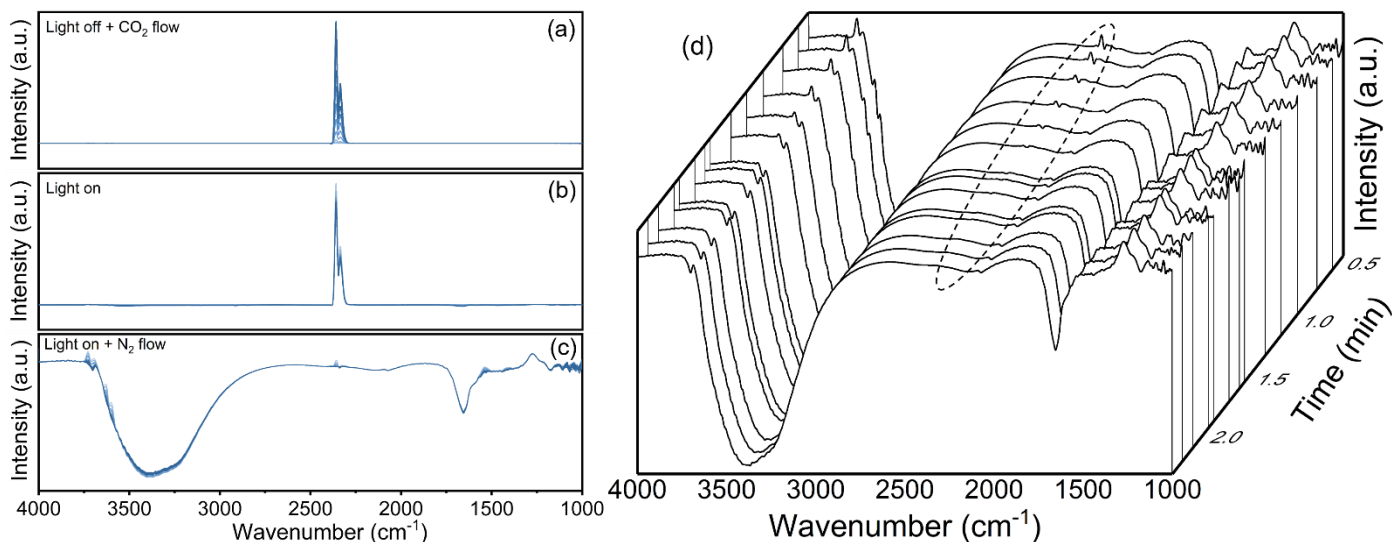 Light off + CO₂ flow
(a)
Intensity (a.u.)
Light on
(b)
Intensity (a.u.)
Light on + N₂ flow
(c)
Intensity (a.u.)
4000 3500 3000 2500 2000 1500 1000
Wavenumber (cm⁻¹)
(d)
Intensity (a.u.)
0.5
1.0
1.5
2.0
Time (min)
4000 3500 3000 2500 2000 1500 1000
Wavenumber (cm⁻¹)